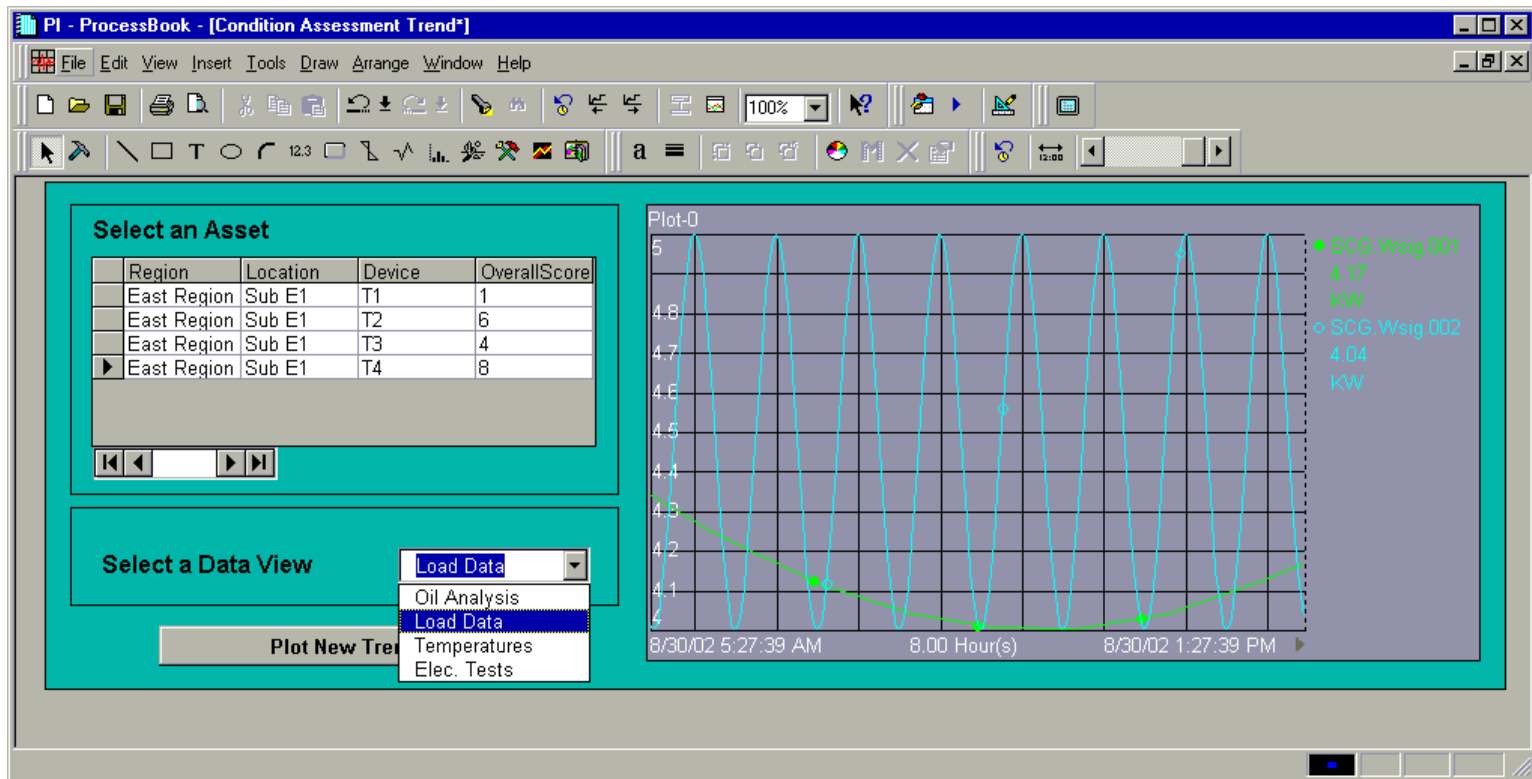 PI - ProcessBook - [Condition Assessment Trend*]
File Edit View Insert Tools Draw Arrange Window Help
100%
T 12.3 a 12:00
Select an Asset
Region Location Device OverallScore
East Region Sub E1 T1 1
East Region Sub E1 T2 6
East Region Sub E1 T3 4
East Region Sub E1 T4 8
Select a Data View
Load Data
Oil Analysis
Load Data
Temperatures
Elec. Tests
Plot New Tren
Plot-0
5
4.8
4.7
4.6
4.5
4.4
4.3
4.2
4.1
4
8/30/02 5:27:39 AM 8.00 Hour(s) 8/30/02 1:27:39 PM
SCG.Wsig.001
4.17
KW
SCG.Wsig.002
4.04
KW